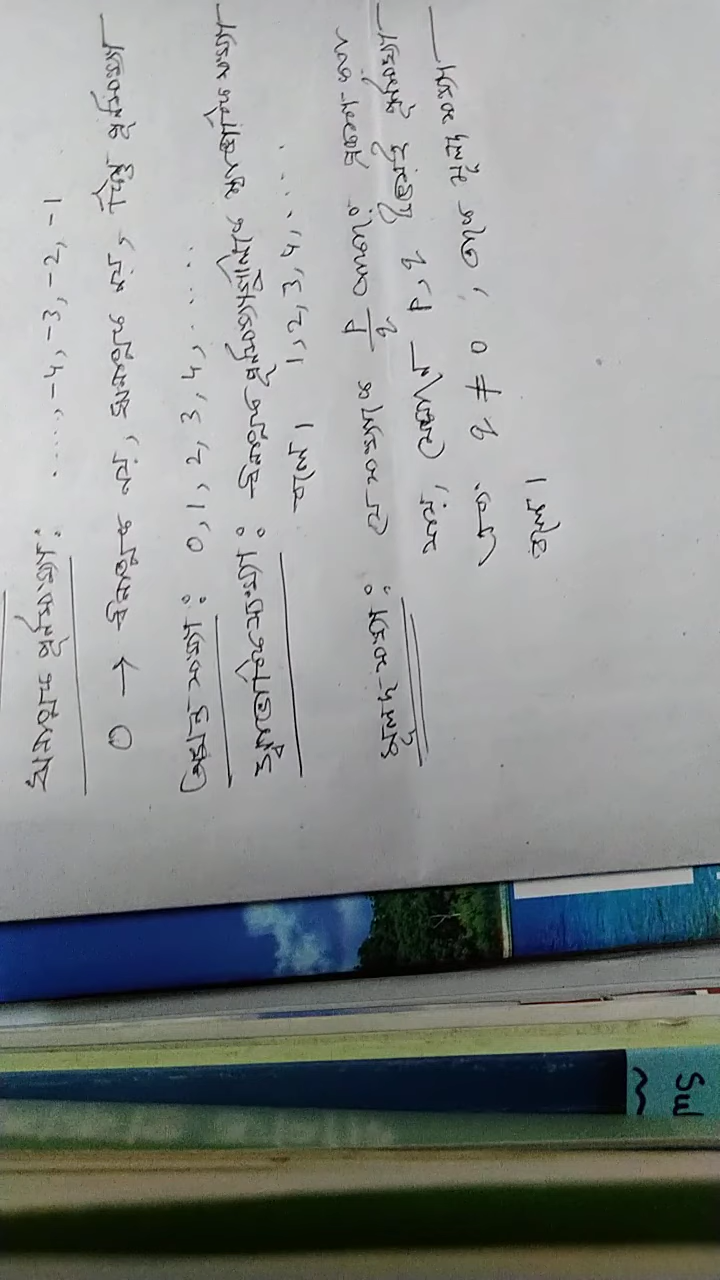 ঋণাত্মক পূর্ণসংখ্যা: ...., -4, -3, -2, -1
0 → ধনাত্মক নয়, ঋণাত্মক নয়, শুধুই পূর্ণসংখ্যা
অখণ্ড সংখ্যা: 0, 1, 2, 3, 4, .....
স্বাভাবিক সংখ্যা: ধনাত্মক পূর্ণসংখ্যাগুলিকে স্বাভাবিক সংখ্যা
বলে। 1, 2, 3, 4, ....
মূলদ সংখ্যা: যে সংখ্যাকে p/q আকারে প্রকাশ করা
যায়, যেখানে p, q উভয়ই পূর্ণসংখ্যা
এবং q ≠ 0, তাকে মূলদ সংখ্যা
বলে।
Sul